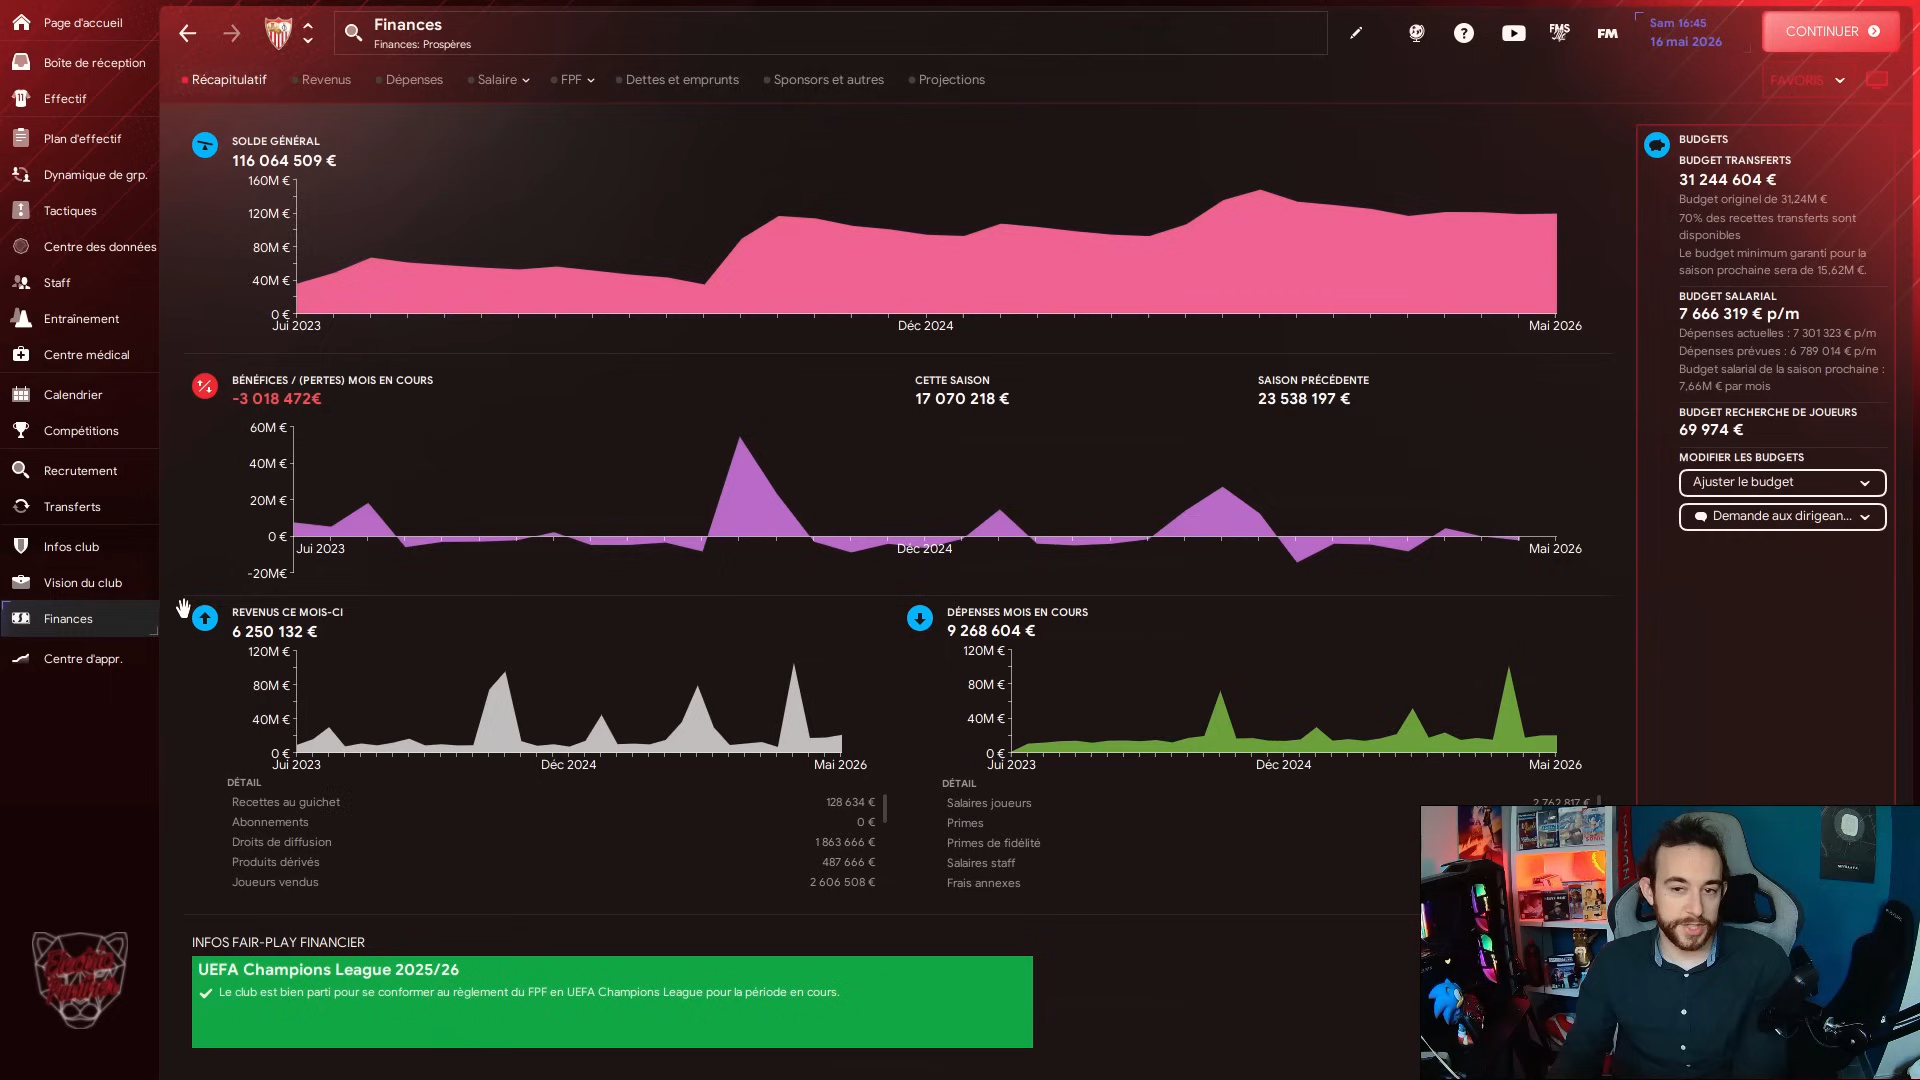 Page d'accueil
Boîte de réception
Effectif
Plan d'effectif
Dynamique de grp.
Tactiques
Centre des données
Staff
Entraînement
Centre médical
Calendrier
Compétitions
Recrutement
Transferts
Infos club
Vision du club
Finances
Centre d'appr.
Finances
Finances: Prospères
FMS
FM
Sam 16:45
16 mai 2026
CONTINUER
Récapitulatif
Revenus
Dépenses
Salaire
FPF
Dettes et emprunts
Sponsors et autres
Projections
FAVORIS
SOLDE GÉNÉRAL
116 064 509 €
160M €
120M €
80M €
40M €
0 €
Jui 2023
Déc 2024
Mai 2026
BÉNÉFICES / (PERTES) MOIS EN COURS
-3 018 472€
CETTE SAISON
17 070 218 €
SAISON PRÉCÉDENTE
23 538 197 €
60M €
40M €
20M €
0 €
-20M€
Jui 2023
Déc 2024
Mai 2026
REVENUS CE MOIS-CI
6 250 132 €
120M €
80M €
40M €
0 €
Jui 2023
Déc 2024
Mai 2026
DÉTAIL
Recettes au guichet 128 634 €
Abonnements 0 €
Droits de diffusion 1 863 666 €
Produits dérivés 487 666 €
Joueurs vendus 2 606 508 €
DÉPENSES MOIS EN COURS
9 268 604 €
120M €
80M €
40M €
0 €
Jui 2023
Déc 2024
Mai 2026
DÉTAIL
Salaires joueurs 2 762 817 €
Primes
Primes de fidélité
Salaires staff
Frais annexes
INFOS FAIR-PLAY FINANCIER
UEFA Champions League 2025/26
Le club est bien parti pour se conformer au règlement du FPF en UEFA Champions League pour la période en cours.
BUDGETS
BUDGET TRANSFERTS
31 244 604 €
Budget originel de 31,24M €
70% des recettes transferts sont
disponibles
Le budget minimum garanti pour la
saison prochaine sera de 15,62M €.
BUDGET SALARIAL
7 666 319 € p/m
Dépenses actuelles : 7 301 323 € p/m
Dépenses prévues : 6 789 014 € p/m
Budget salarial de la saison prochaine :
7,66M € par mois
BUDGET RECHERCHE DE JOUEURS
69 974 €
MODIFIER LES BUDGETS
Ajuster le budget
Demande aux dirigean...